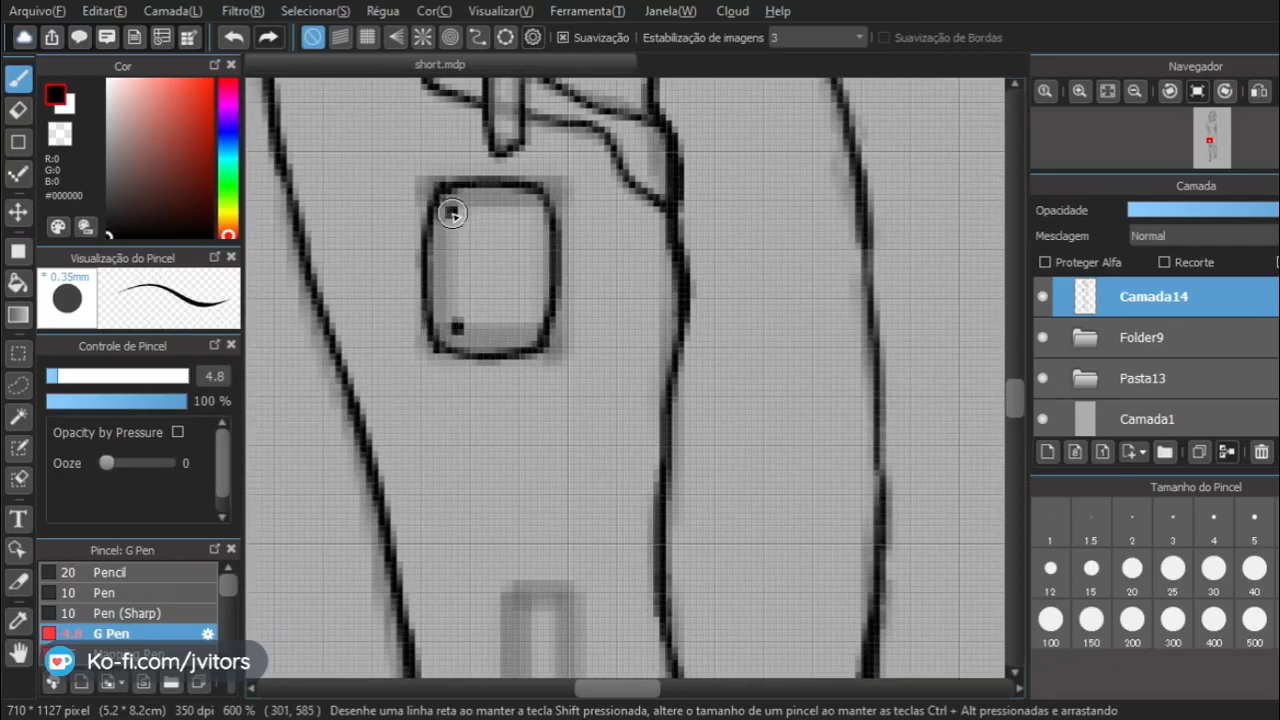 Arquivo(F) Editar(E) Camada(L) Filtro(R) Selecionar(S) Régua Cor(C) Visualizar(V) Ferramenta(T) Janela(W) Cloud Help
Suavização Estabilização de imagens 3 Suavização de Bordas
Cor
short.mdp
Navegador
R:0
G:0
B:0
#000000
Visualização do Pincel
* 0.35mm
Controle de Pincel
4.8
100 %
Opacity by Pressure
Ooze 0
Pincel: G Pen
20 Pencil
10 Pen
10 Pen (Sharp)
4.8 G Pen
Ko-fi.com/jvitors
Camada
Opacidade
Mesclagem Normal
Proteger Alfa Recorte
Camada14
Folder9
Pasta13
Camada1
Tamanho do Pincel
1 1.5 2 3 4 5
12 15 20 25 30 40
100 150 200 300 400 500
710 * 1127 pixel (5.2 * 8.2cm) 350 dpi 600 % ( 301, 585 ) Desenhe uma linha reta ao manter a tecla Shift pressionada, altere o tamanho de um pincel ao manter as teclas Ctrl + Alt pressionadas e arrastando